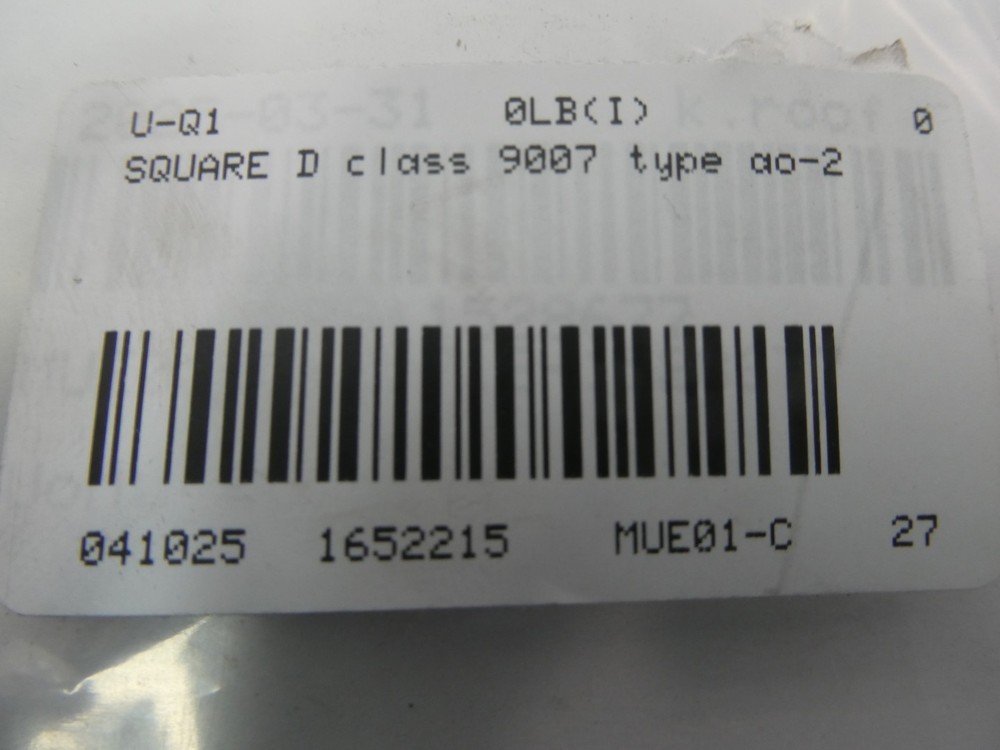 U-Q1 0LB(I) 0
SQUARE D class 9007 type ao-2
041025 1652215 MUE01-C 27